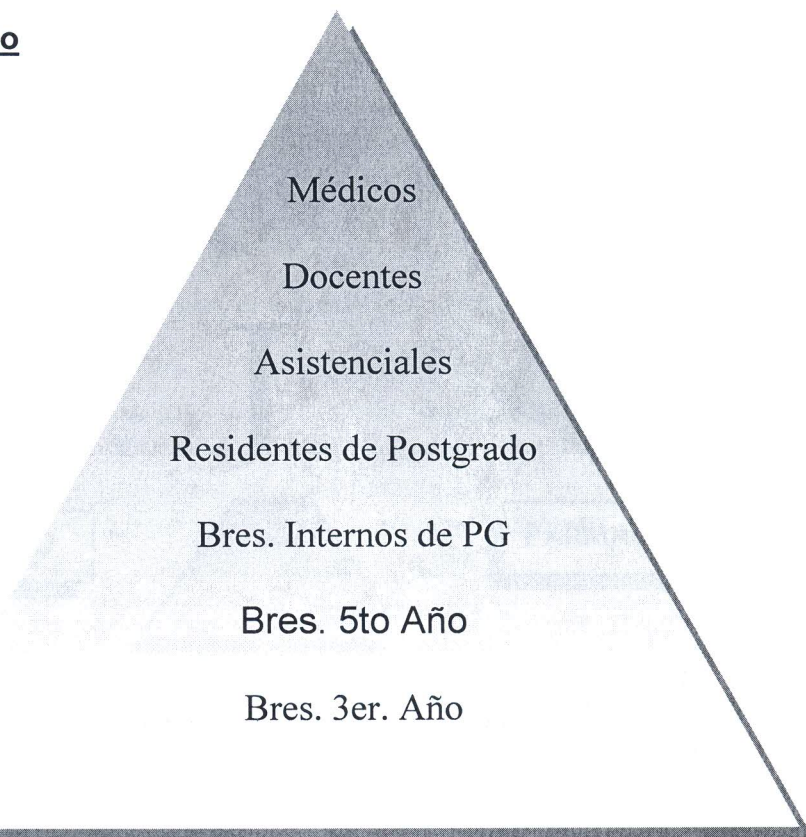 o
Médicos
Docentes
Asistenciales
Residentes de Postgrado
Bres. Internos de PG
Bres. 5to Año
Bres. 3er. Año